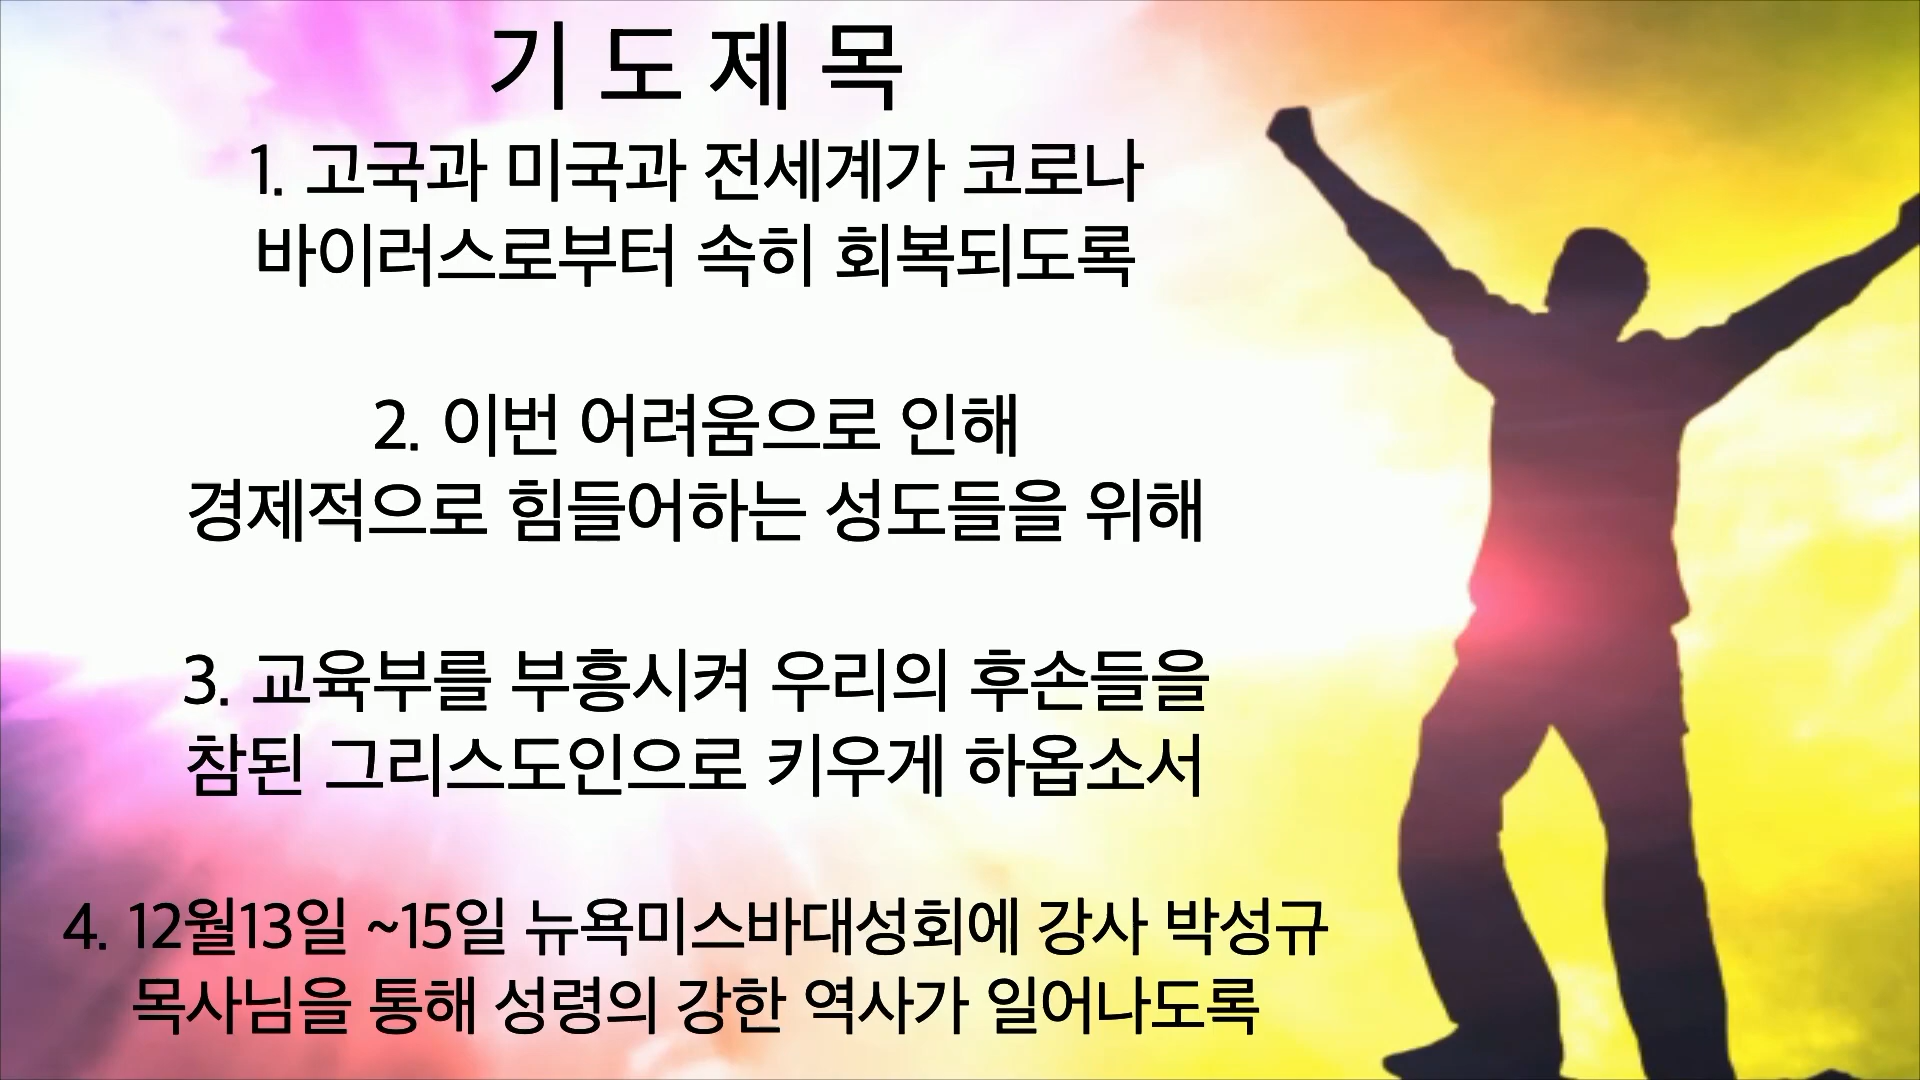 기 도 제 목
1. 고국과 미국과 전세계가 코로나
바이러스로부터 속히 회복되도록
2. 이번 어려움으로 인해
경제적으로 힘들어하는 성도들을 위해
3. 교육부를 부흥시켜 우리의 후손들을
참된 그리스도인으로 키우게 하옵소서
4. 12월13일 ~15일 뉴욕미스바대성회에 강사 박성규
목사님을 통해 성령의 강한 역사가 일어나도록